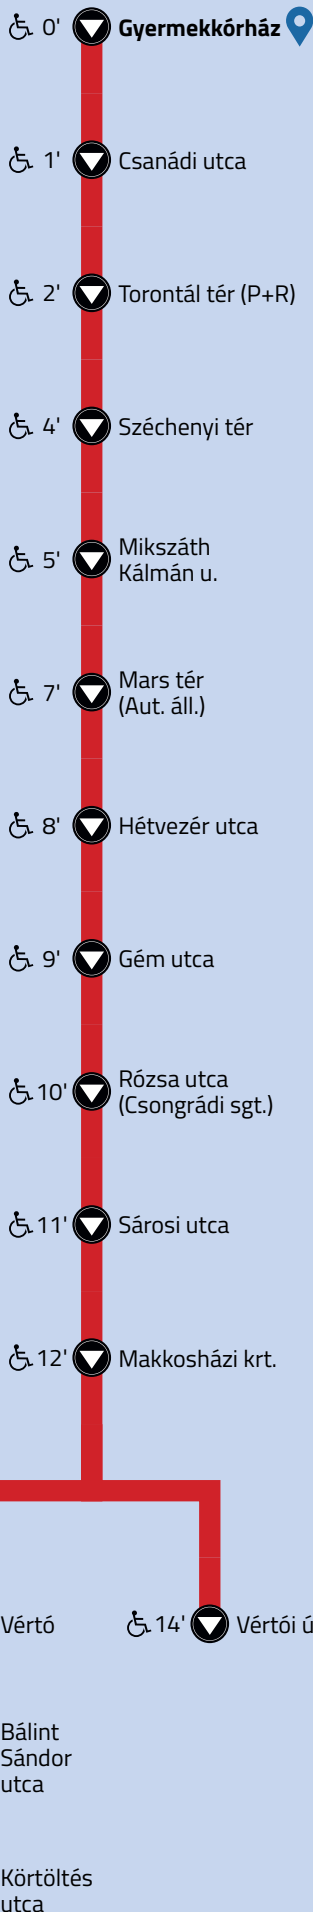 0' Gyermekkórház
1' Csanádi utca
2' Torontál tér (P+R)
4' Széchenyi tér
5' Mikszáth
Kálmán u.
7' Mars tér
(Aut. áll.)
8' Hétvezér utca
9' Gém utca
10' Rózsa utca
(Csongrádi sgt.)
11' Sárosi utca
12' Makkosházi krt.
Vértó
14' Vértói ú
Bálint
Sándor
utca
Körtöltés
utca